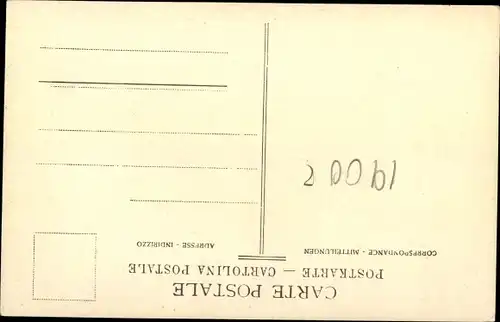 CARTE POSTALE
POSTKARTE — CARTOLINA POSTALE
CORRESPONDANCE - MITTEILUNGEN
ADRESSE - INDIRIZZO